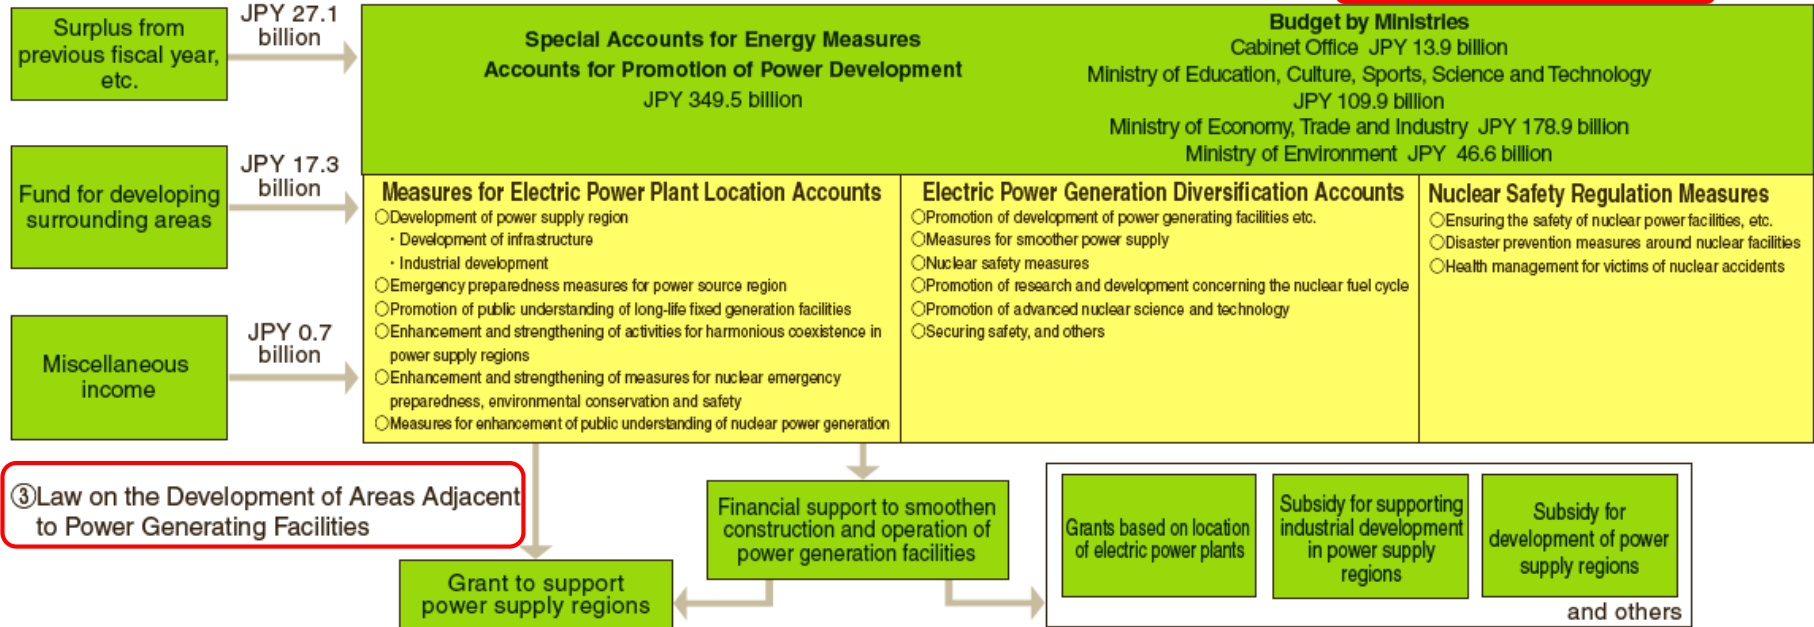 Surplus from
previous fiscal year,
etc.
JPY 27.1
billion
Fund for developing
surrounding areas
JPY 17.3
billion
Miscellaneous
income
JPY 0.7
billion
Special Accounts for Energy Measures
Accounts for Promotion of Power Development
JPY 349.5 billion
Budget by Ministries
Cabinet Office JPY 13.9 billion
Ministry of Education, Culture, Sports, Science and Technology
JPY 109.9 billion
Ministry of Economy, Trade and Industry JPY 178.9 billion
Ministry of Environment JPY 46.6 billion
Measures for Electric Power Plant Location Accounts
○Development of power supply region
・Development of infrastructure
・Industrial development
○Emergency preparedness measures for power source region
○Promotion of public understanding of long-life fixed generation facilities
○Enhancement and strengthening of activities for harmonious coexistence in
power supply regions
○Enhancement and strengthening of measures for nuclear emergency
preparedness, environmental conservation and safety
○Measures for enhancement of public understanding of nuclear power generation
Electric Power Generation Diversification Accounts
○Promotion of development of power generating facilities etc.
○Measures for smoother power supply
○Nuclear safety measures
○Promotion of research and development concerning the nuclear fuel cycle
○Promotion of advanced nuclear science and technology
○Securing safety, and others
Nuclear Safety Regulation Measures
○Ensuring the safety of nuclear power facilities, etc.
○Disaster prevention measures around nuclear facilities
○Health management for victims of nuclear accidents
③Law on the Development of Areas Adjacent
to Power Generating Facilities
Grant to support
power supply regions
Financial support to smoothen
construction and operation of
power generation facilities
Grants based on location
of electric power plants
Subsidy for supporting
industrial development
in power supply
regions
Subsidy for
development of power
supply regions
and others